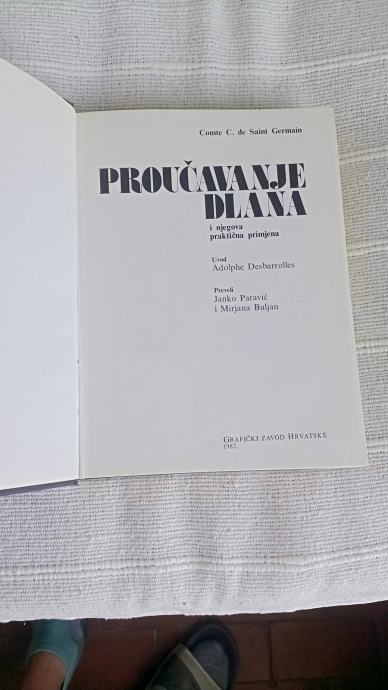 Comte C. de Saint Germain
PROUČAVANJE
DLANA
i njegova
praktična primjena
Uvod
Adolphe Desbarrolles
Preveli
Janko Paravić
i Mirjana Buljan
GRAFIČKI ZAVOD HRVATSKE
1982.